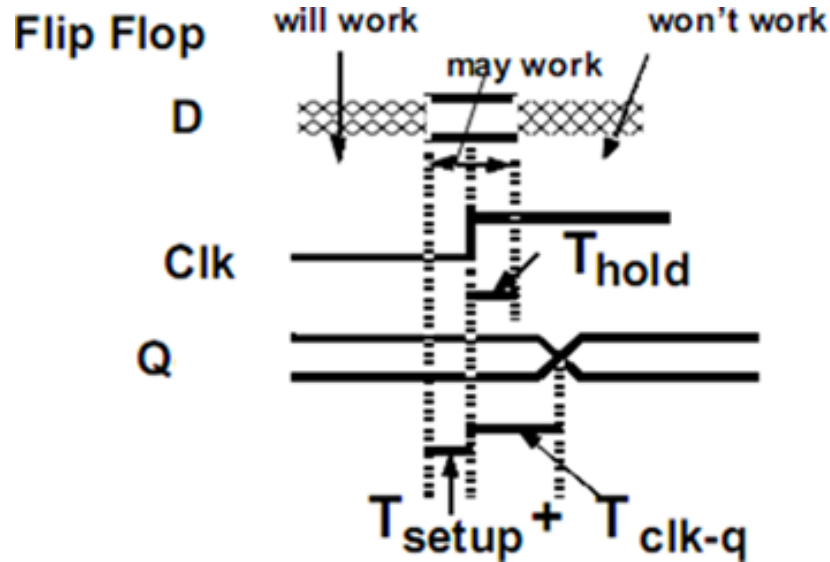 Flip Flop
will work
won't work
may work
D
Clk
Thold
Q
Tsetup + Tclk-q